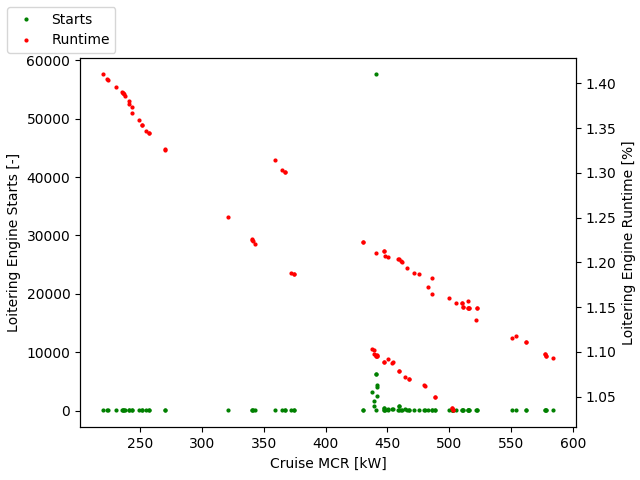 Starts
Runtime
60000
50000
40000
30000
20000
10000
0
Loitering Engine Starts [-]
1.40
1.35
1.30
1.25
1.20
1.15
1.10
1.05
Loitering Engine Runtime [%]
250 300 350 400 450 500 550 600
Cruise MCR [kW]